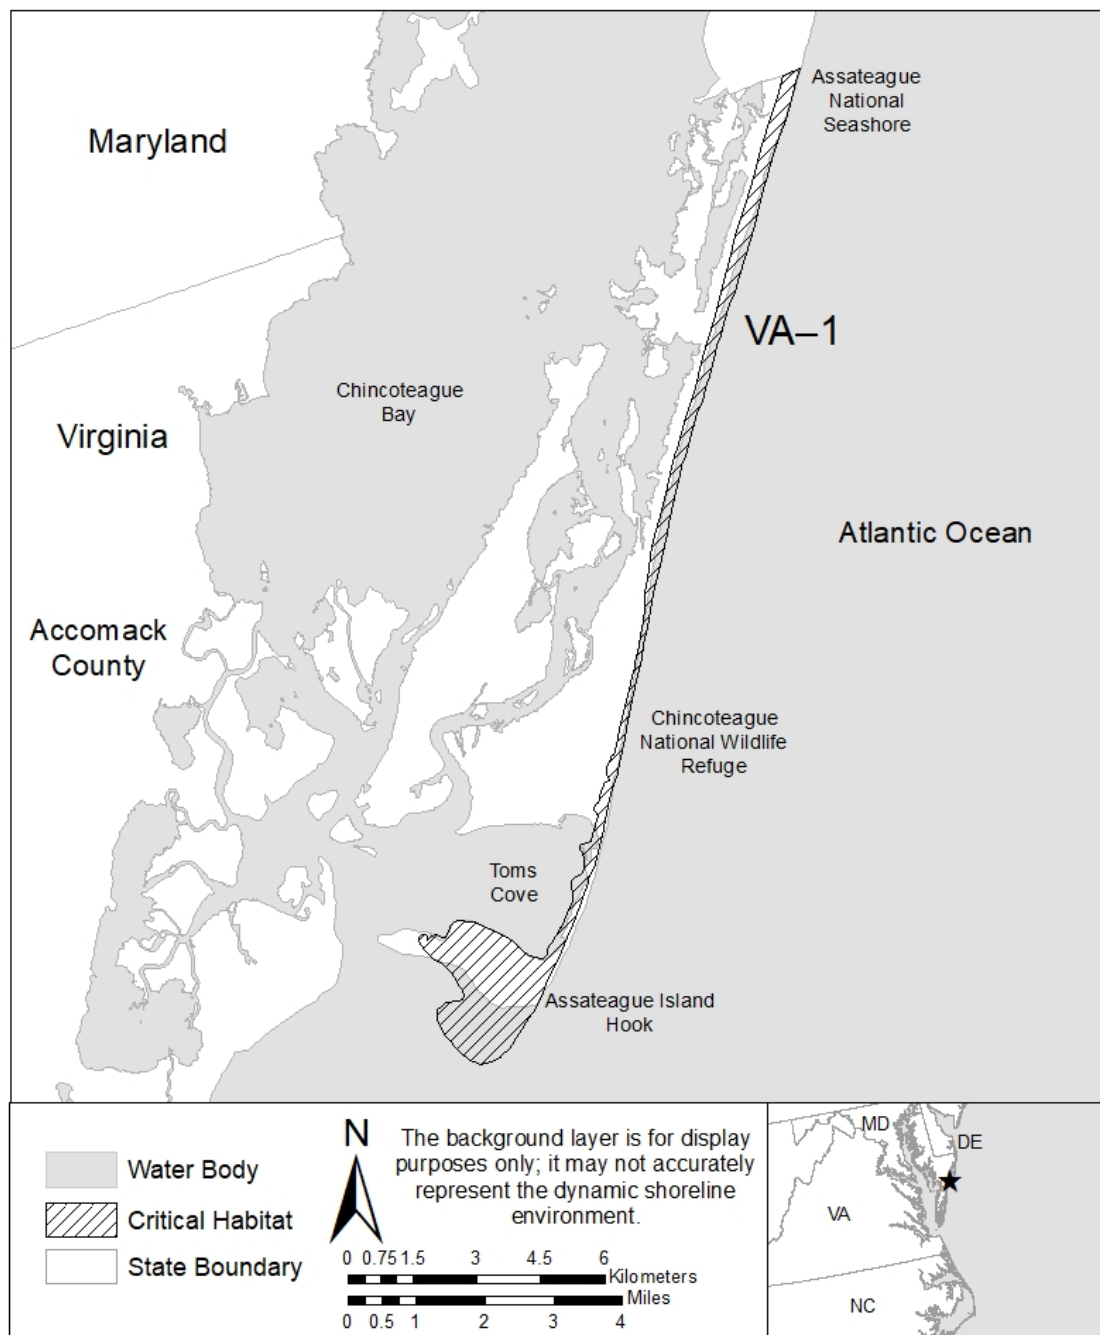 Assateague
National
Seashore
Maryland
VA–1
Chincoteague
Bay
Virginia
Atlantic Ocean
Accomack
County
Chincoteague
National Wildlife
Refuge
Toms
Cove
Assateague Island
Hook
Water Body
Critical Habitat
State Boundary
N
The background layer is for display
purposes only; it may not accurately
represent the dynamic shoreline
environment.
0 0.75 1.5 3 4.5 6
Kilometers
Miles
0 0.5 1 2 3 4
MD
DE
VA
NC